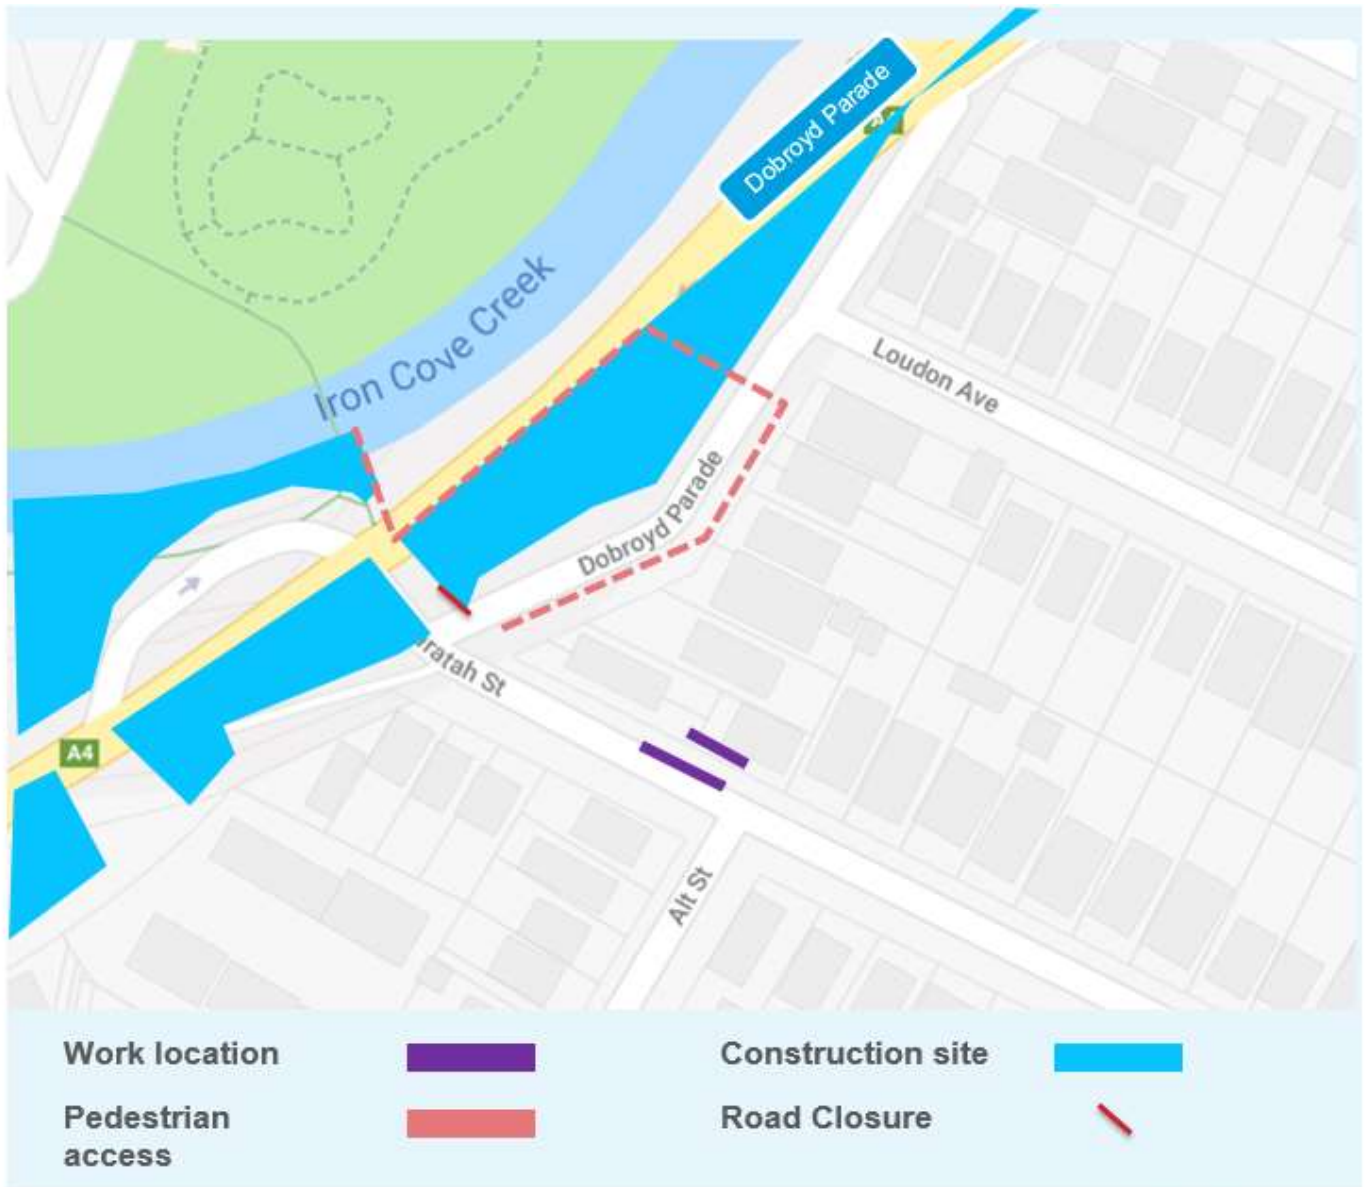 Dobroyd Parade
Iron Cove Creek
Loudon Ave
Dobroyd Parade
ratah St
A4
Alt St
Work location
Construction site
Pedestrian
access
Road Closure